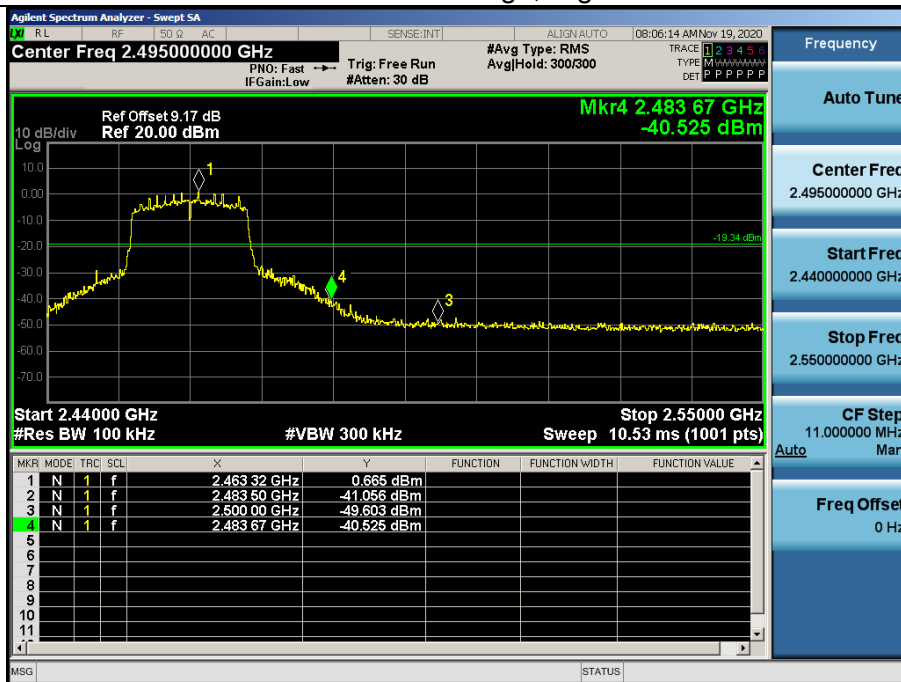 Agilent Spectrum Analyzer - Swept SA
LXI RL RF 50 Ω AC SENSE:INT ALIGN AUTO 08:06:14 AM Nov 19, 2020
Center Freq 2.495000000 GHz #Avg Type: RMS TRACE 1 2 3 4 5 6
PNO: Fast Trig: Free Run Avg|Hold: 300/300 TYPE M WWWWW
IFGain:Low #Atten: 30 dB DET P P P P P P
Frequency
Auto Tune
Center Freq
2.495000000 GHz
Start Freq
2.440000000 GHz
Stop Freq
2.550000000 GHz
CF Step
11.000000 MHz
Auto Man
Freq Offset
0 Hz
Mkr4 2.483 67 GHz
-40.525 dBm
Ref Offset 9.17 dB
10 dB/div Ref 20.00 dBm
Log
10.0
0.00
-10.0
-20.0
-30.0
-40.0
-50.0
-60.0
-70.0
1
4
3
-19.34 dBm
Start 2.44000 GHz Stop 2.55000 GHz
#Res BW 100 kHz #VBW 300 kHz Sweep 10.53 ms (1001 pts)
MKR MODE TRC SCL X Y FUNCTION FUNCTION WIDTH FUNCTION VALUE
1 N 1 f 2.463 32 GHz 0.665 dBm
2 N 1 f 2.483 50 GHz -41.056 dBm
3 N 1 f 2.500 00 GHz -49.603 dBm
4 N 1 f 2.483 67 GHz -40.525 dBm
5
6
7
8
9
10
11
MSG STATUS